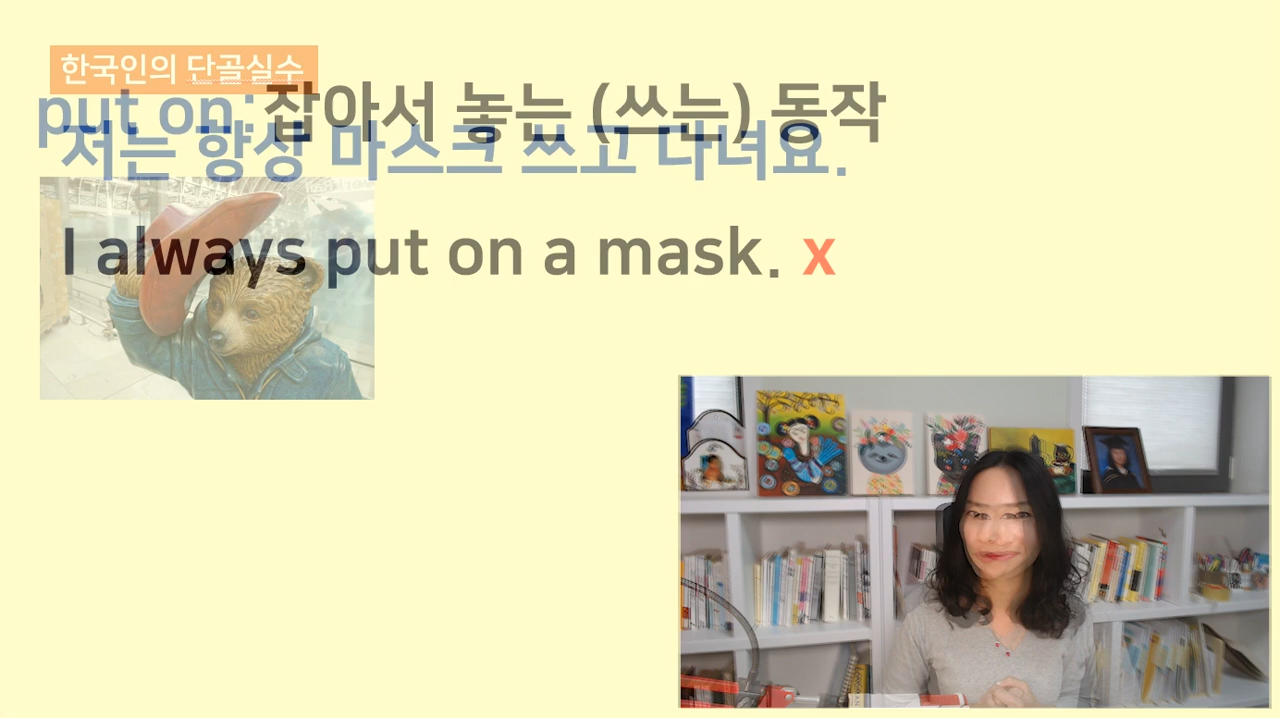 한국인의 단골실수
put on: 잡아서 놓는 (쓰는) 동작
저는 항상 마스크 쓰고 다녀요.
I always put on a mask. x